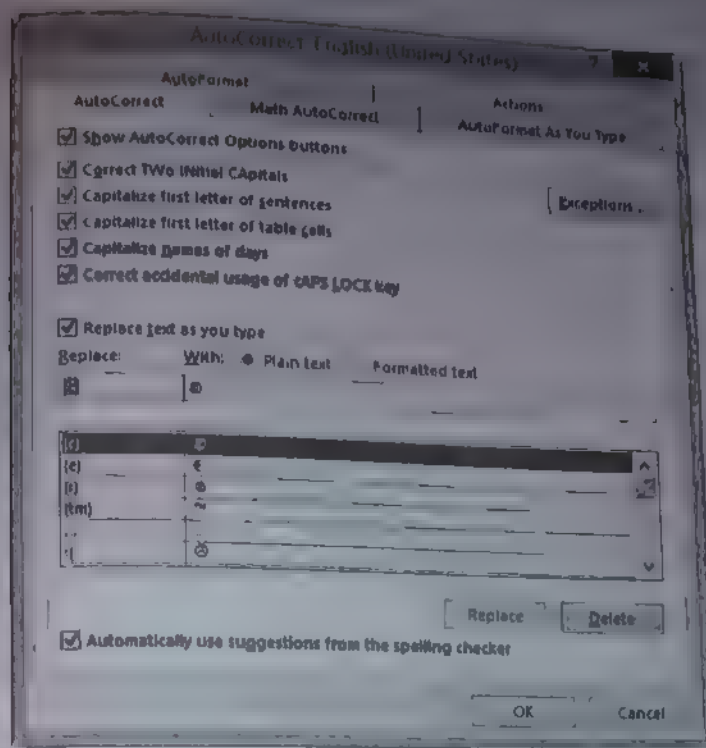 AutoCorrect: English (United States) ?
AutoFormat Actions
AutoCorrect Math AutoCorrect AutoFormat As You Type
Show AutoCorrect Options buttons
Correct TWo INitial CApitals
Capitalize first letter of sentences Exceptions...
Capitalize first letter of table cells
Capitalize names of days
Correct accidental usage of cAPS LOCK key
Replace text as you type
Replace: With: Plain text Formatted text
©
(c) ©
(e) €
(r) ®
(tm)
:( ☹
Replace Delete
Automatically use suggestions from the spelling checker
OK Cancel